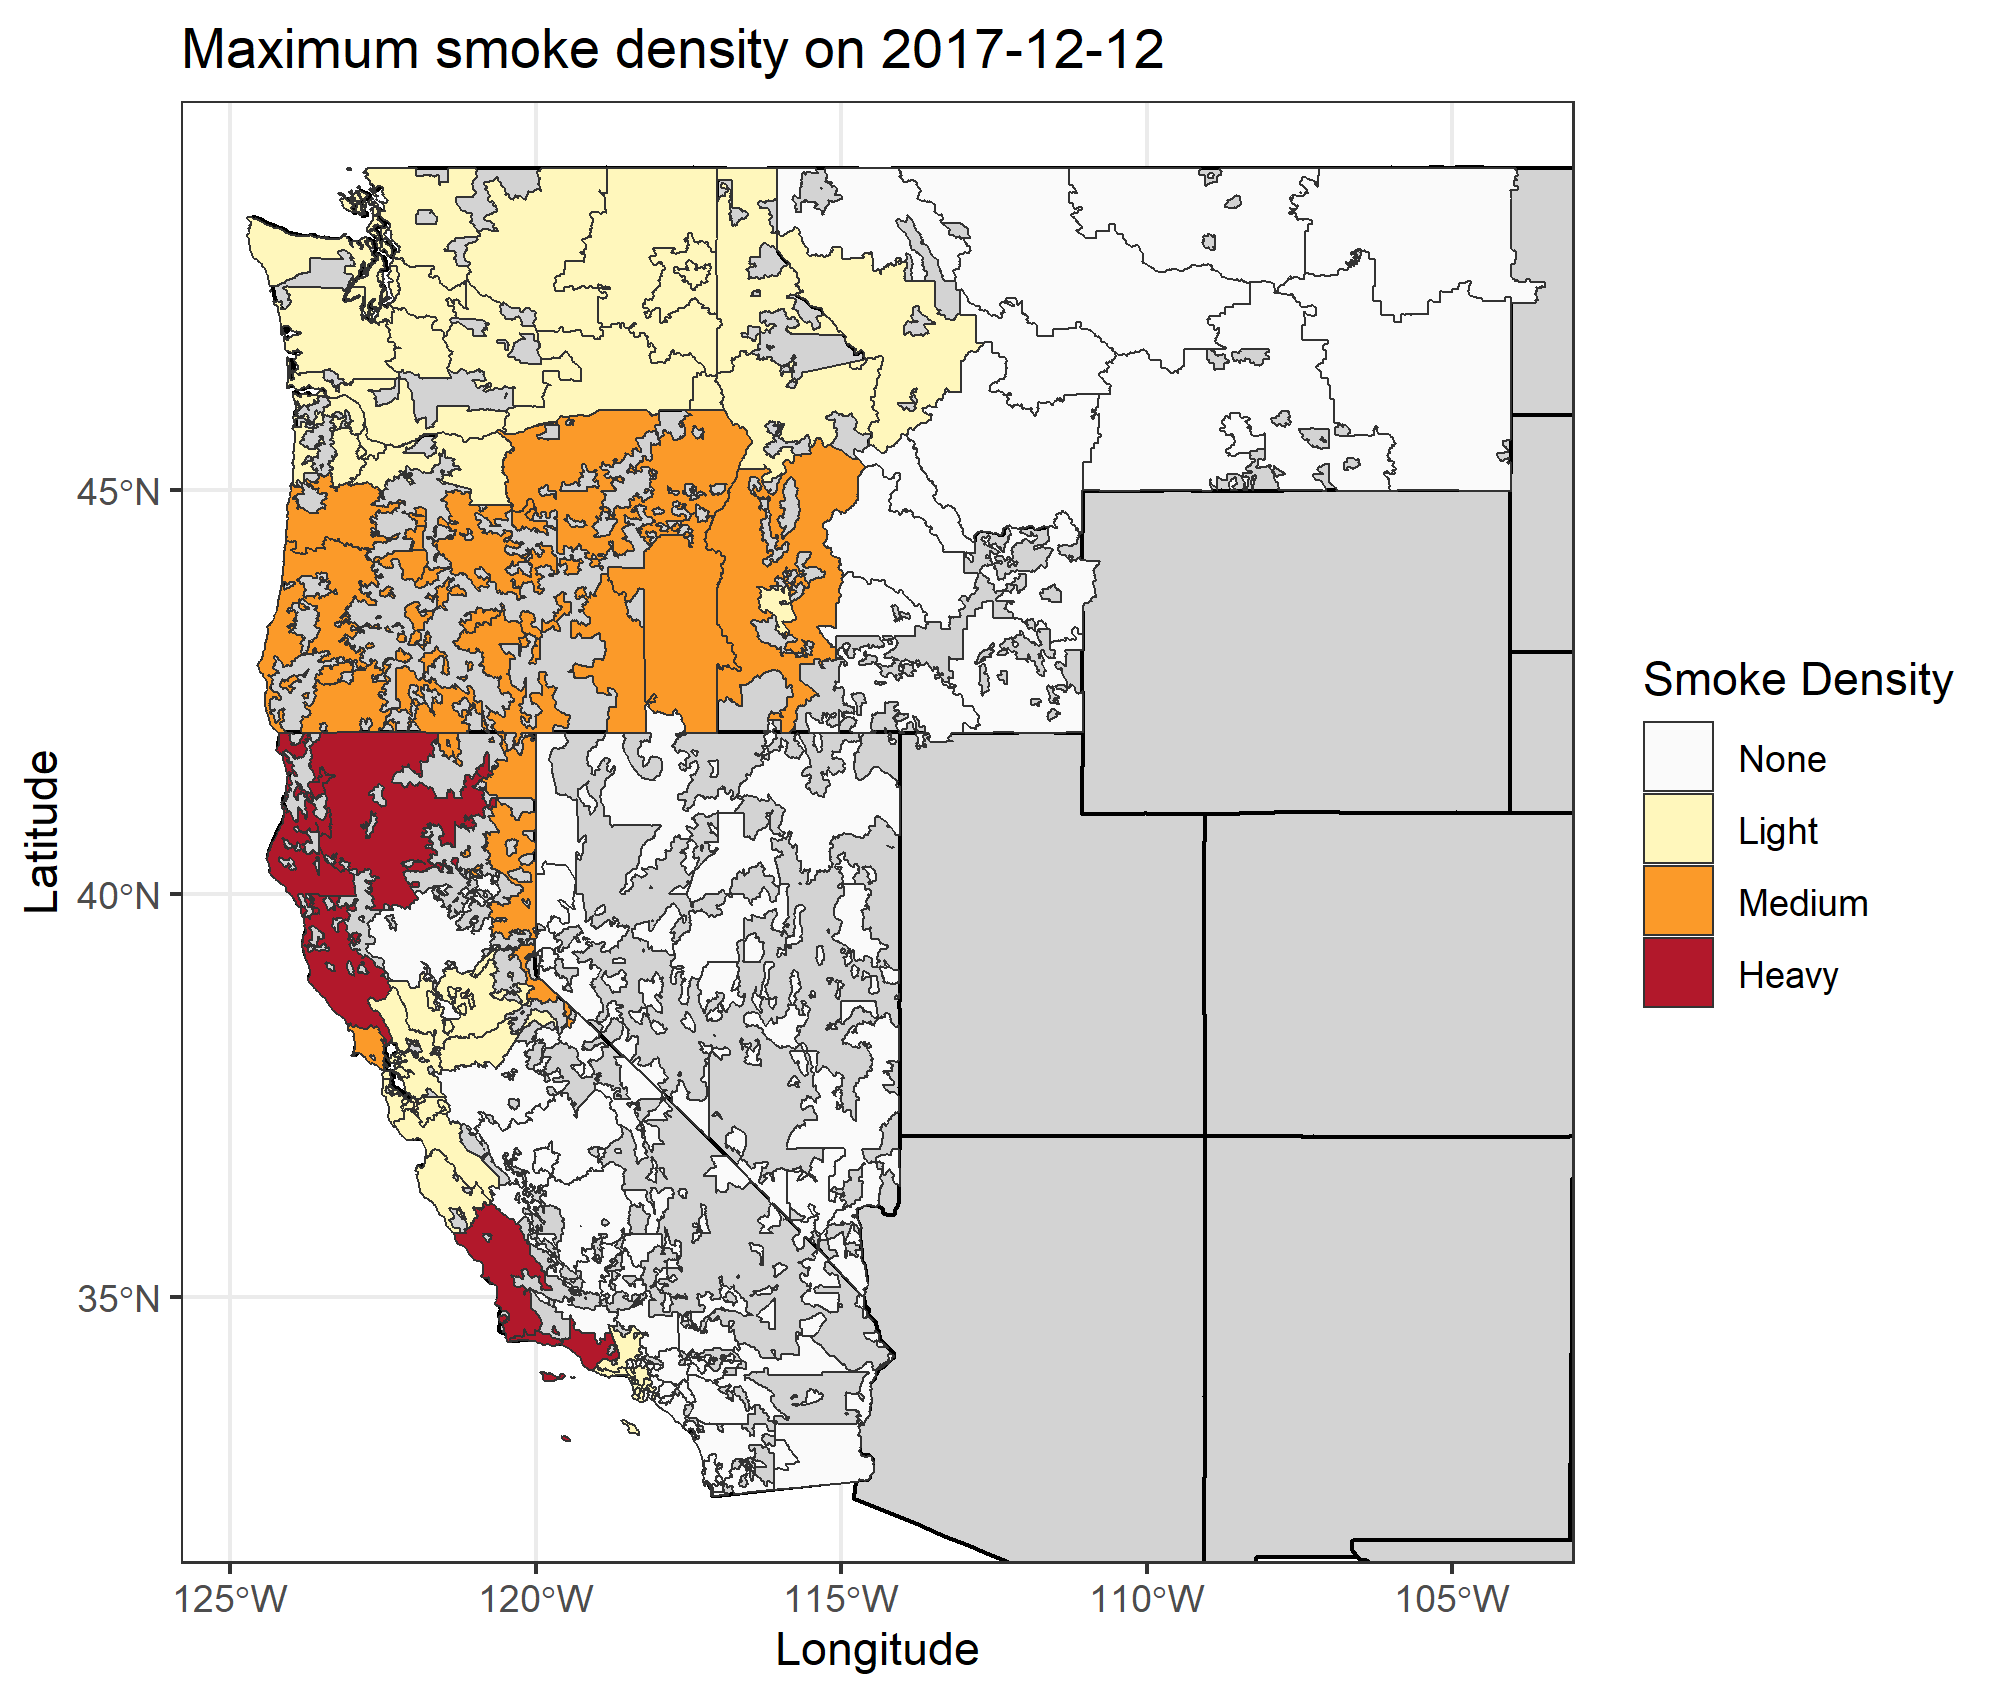 Maximum smoke density on 2017-12-12
45°N
40°N
35°N
Latitude
125°W
120°W
115°W
110°W
105°W
Longitude
Smoke Density
None
Light
Medium
Heavy